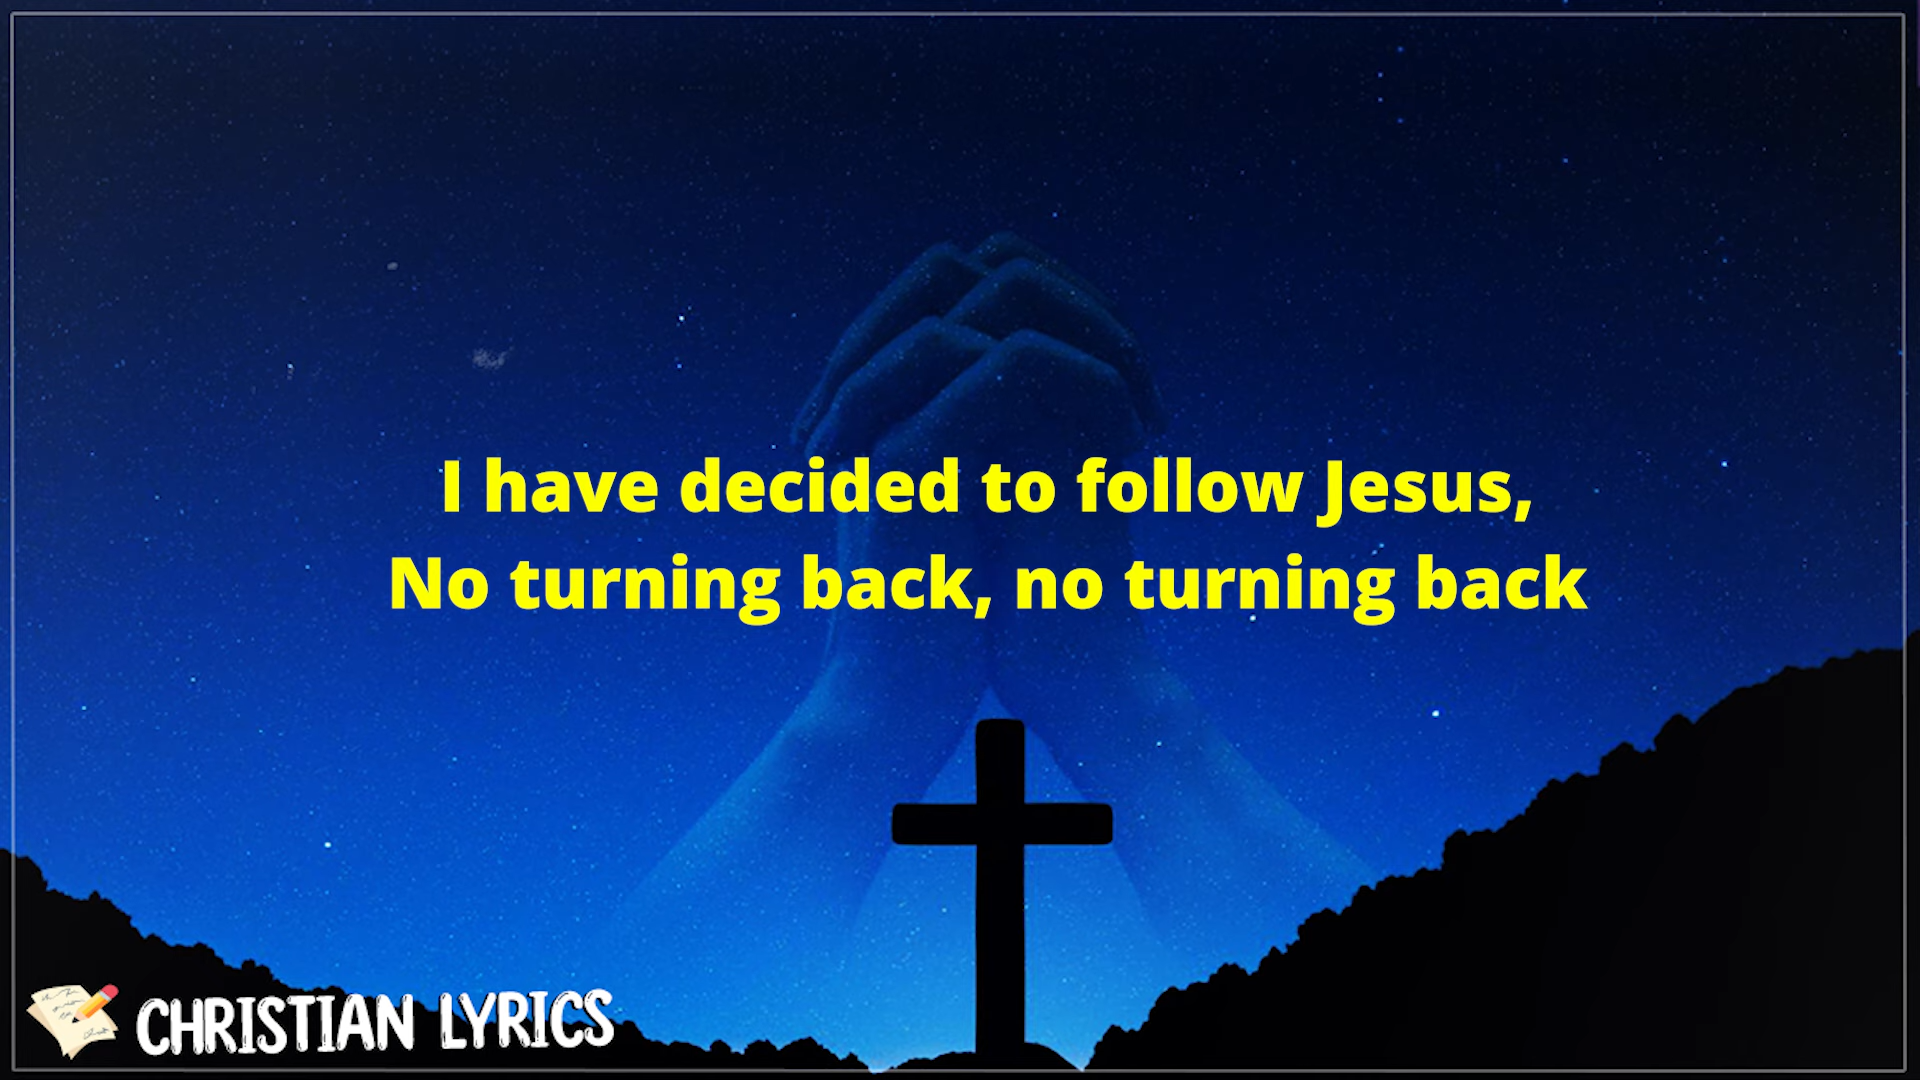 I have decided to follow Jesus,
No turning back, no turning back
CHRISTIAN LYRICS